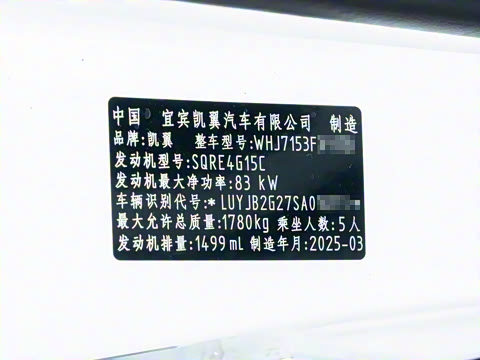 中国 宜宾凯翼汽车有限公司 制造
品牌:凯翼 整车型号:WHJ7153F
发动机型号:SQRE4G15C
发动机最大净功率:83 kW
车辆识别代号:*LUYJB2G27SA0
最大允许总质量:1780kg 乘坐人数:5人
发动机排量:1499mL 制造年月:2025-03